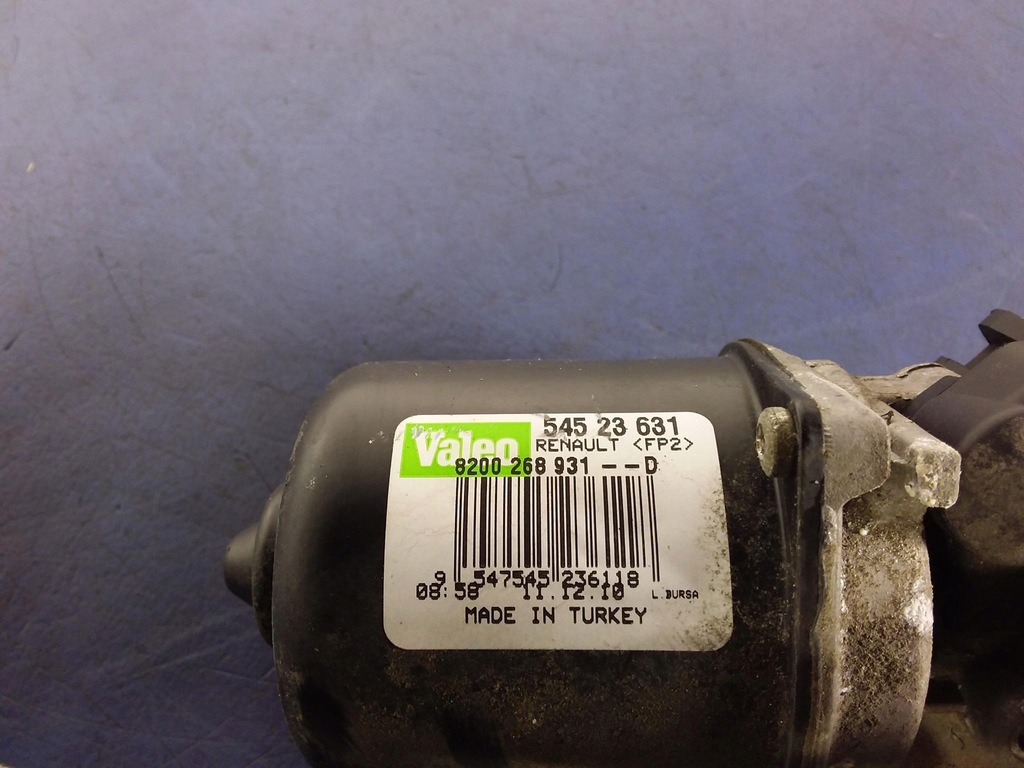 Valeo
545 23 631
RENAULT <FP2>
8200 268 931 --D
9 347545 236118
08:58 11.12.10 L.BURSA
MADE IN TURKEY